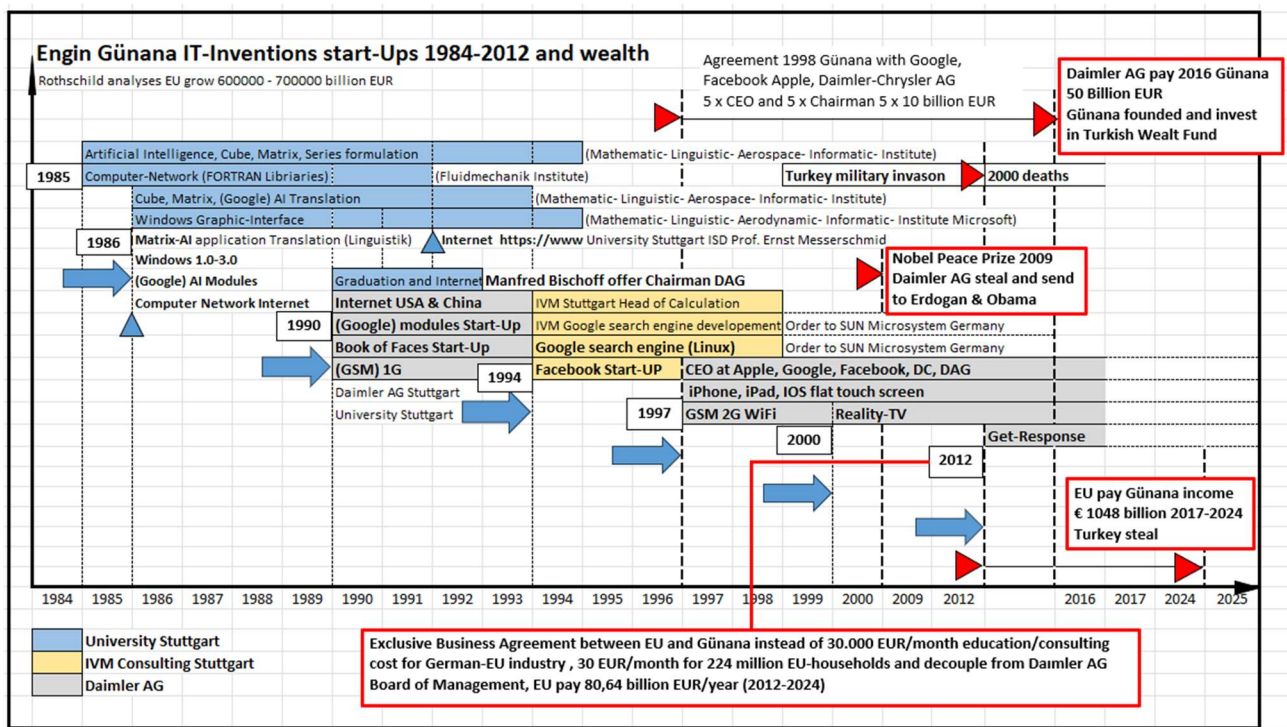 Engin Günana IT-Inventions start-Ups 1984-2012 and wealth
Rothschild analyses EU grow 600000 - 700000 billion EUR
Agreement 1998 Günana with Google,
Facebook Apple, Daimler-Chrysler AG
5 x CEO and 5 x Chairman 5 x 10 billion EUR
Daimler AG pay 2016 Günana
50 Billion EUR
Günana founded and invest
in Turkish Wealt Fund
Artificial Intelligence, Cube, Matrix, Series formulation
(Mathematic- Linguistic- Aerospace- Informatic- Institute)
1985
Computer-Network (FORTRAN Libriaries)
(Fluidmechanik Institute)
Turkey military invason
2000 deaths
Cube, Matrix, (Google) AI Translation
(Mathematic- Linguistic- Aerospace- Informatic- Institute)
Windows Graphic-Interface
(Mathematic- Linguistic-Aerodynamic- Informatic- Institute Microsoft)
1986
Matrix-AI application Translation (Linguistik)
Internet https://www University Stuttgart ISD Prof. Ernst Messerschmid
Windows 1.0-3.0
(Google) AI Modules
Graduation and Internet
Manfred Bischoff offer Chairman DAG
Nobel Peace Prize 2009
Daimler AG steal and send
to Erdogan & Obama
Computer Network Internet
Internet USA & China
IVM Stuttgart Head of Calculation
1990
(Google) modules Start-Up
IVM Google search engine developement
Order to SUN Microsystem Germany
Book of Faces Start-Up
Google search engine (Linux)
Order to SUN Microsystem Germany
(GSM) 1G
1994
Facebook Start-UP
CEO at Apple, Google, Facebook, DC, DAG
Daimler AG Stuttgart
iPhone, iPad, IOS flat touch screen
University Stuttgart
1997
GSM 2G WiFi
Reality-TV
2000
Get-Response
2012
EU pay Günana income
€ 1048 billion 2017-2024
Turkey steal
1984 1985 1986 1987 1988 1989 1990 1991 1992 1993 1994 1995 1996 1997 1998 1999 2000 2009 2012 2016 2017 2024 2025
University Stuttgart
IVM Consulting Stuttgart
Daimler AG
Exclusive Business Agreement between EU and Günana instead of 30.000 EUR/month education/consulting
cost for German-EU industry , 30 EUR/month for 224 million EU-households and decouple from Daimler AG
Board of Management, EU pay 80,64 billion EUR/year (2012-2024)